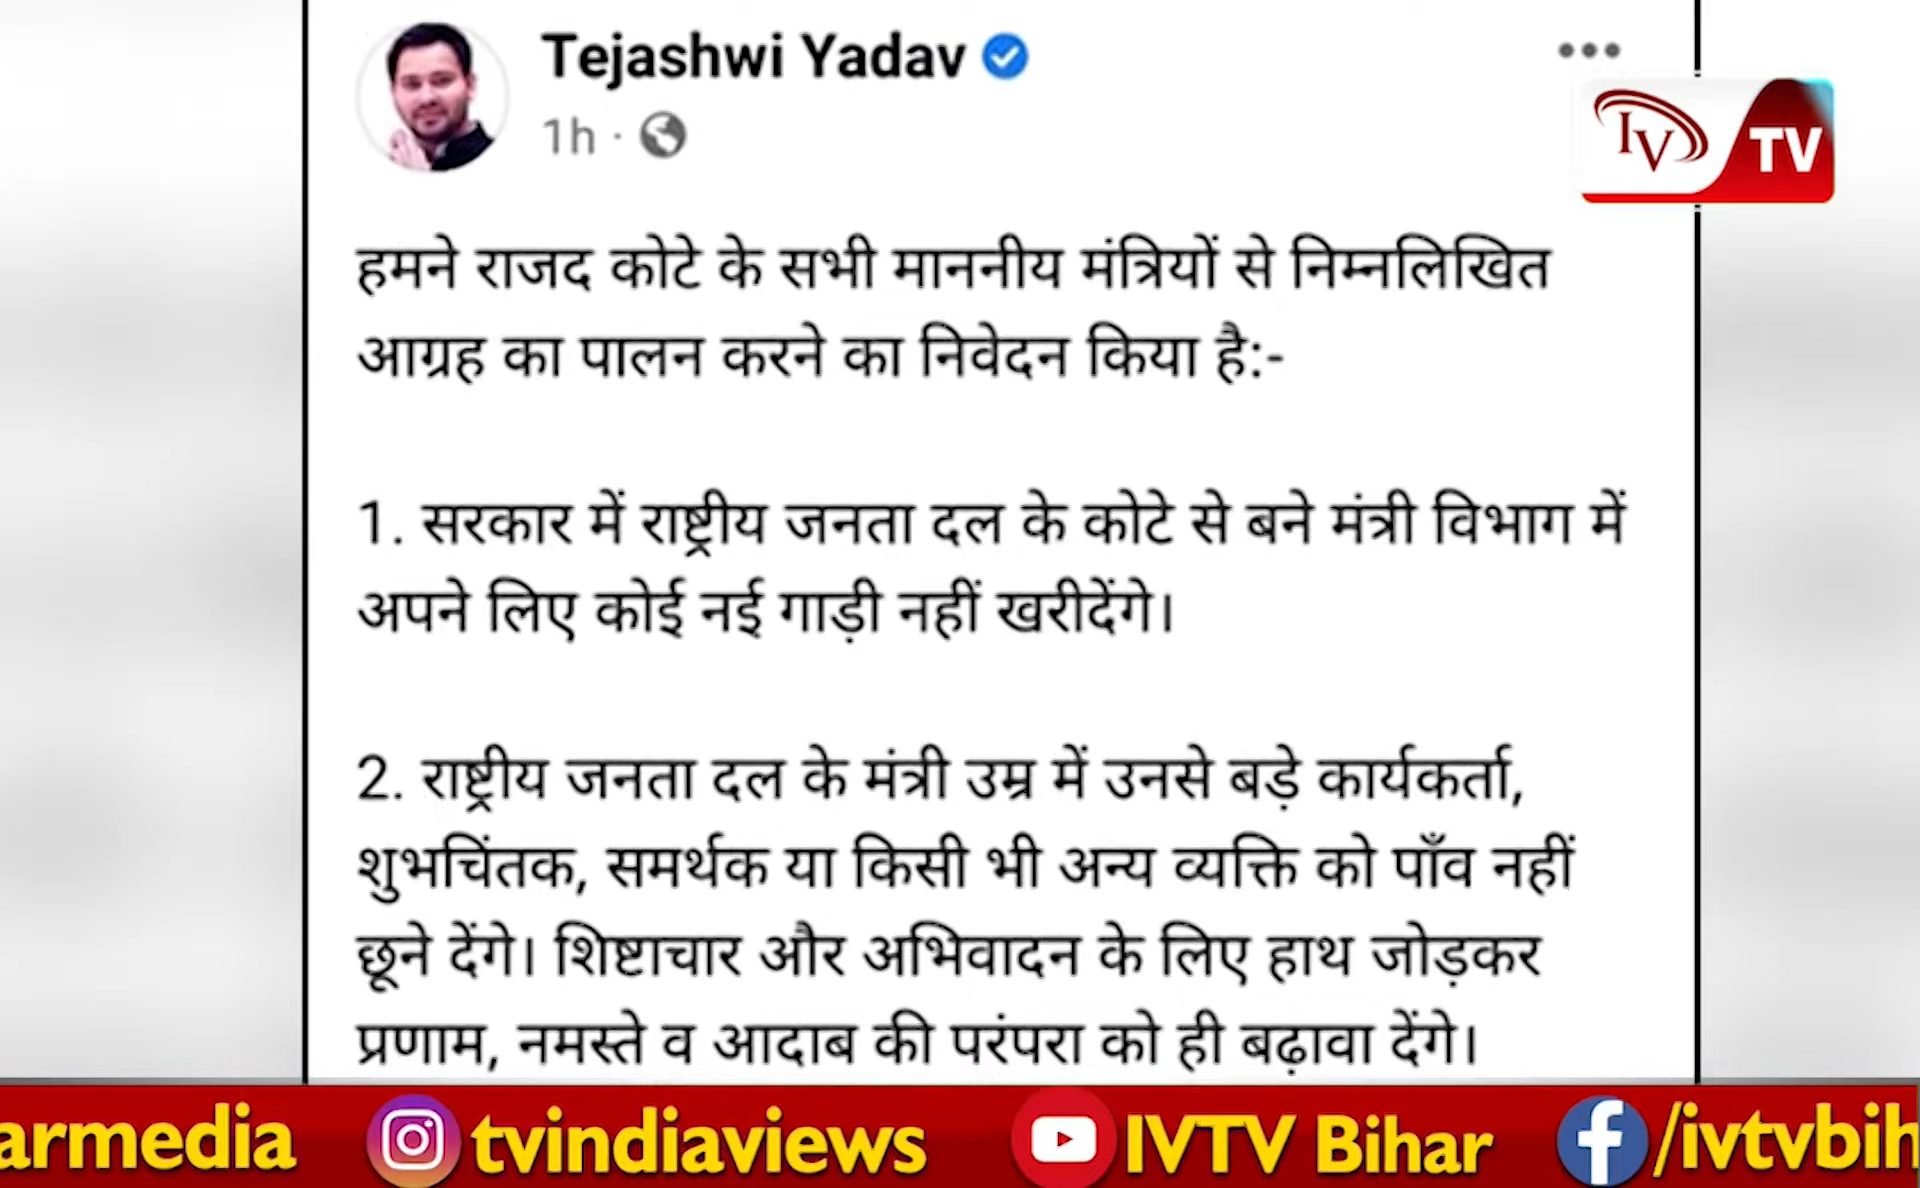 Tejashwi Yadav
1h ·
IV TV
हमने राजद कोटे के सभी माननीय मंत्रियों से निम्नलिखित
आग्रह का पालन करने का निवेदन किया है:-
1. सरकार में राष्ट्रीय जनता दल के कोटे से बने मंत्री विभाग में
अपने लिए कोई नई गाड़ी नहीं खरीदेंगे।
2. राष्ट्रीय जनता दल के मंत्री उम्र में उनसे बड़े कार्यकर्ता,
शुभचिंतक, समर्थक या किसी भी अन्य व्यक्ति को पाँव नहीं
छूने देंगे। शिष्टाचार और अभिवादन के लिए हाथ जोड़कर
प्रणाम, नमस्ते व आदाब की परंपरा को ही बढ़ावा देंगे।
armedia tvindiaviews IVTV Bihar /ivtvbih